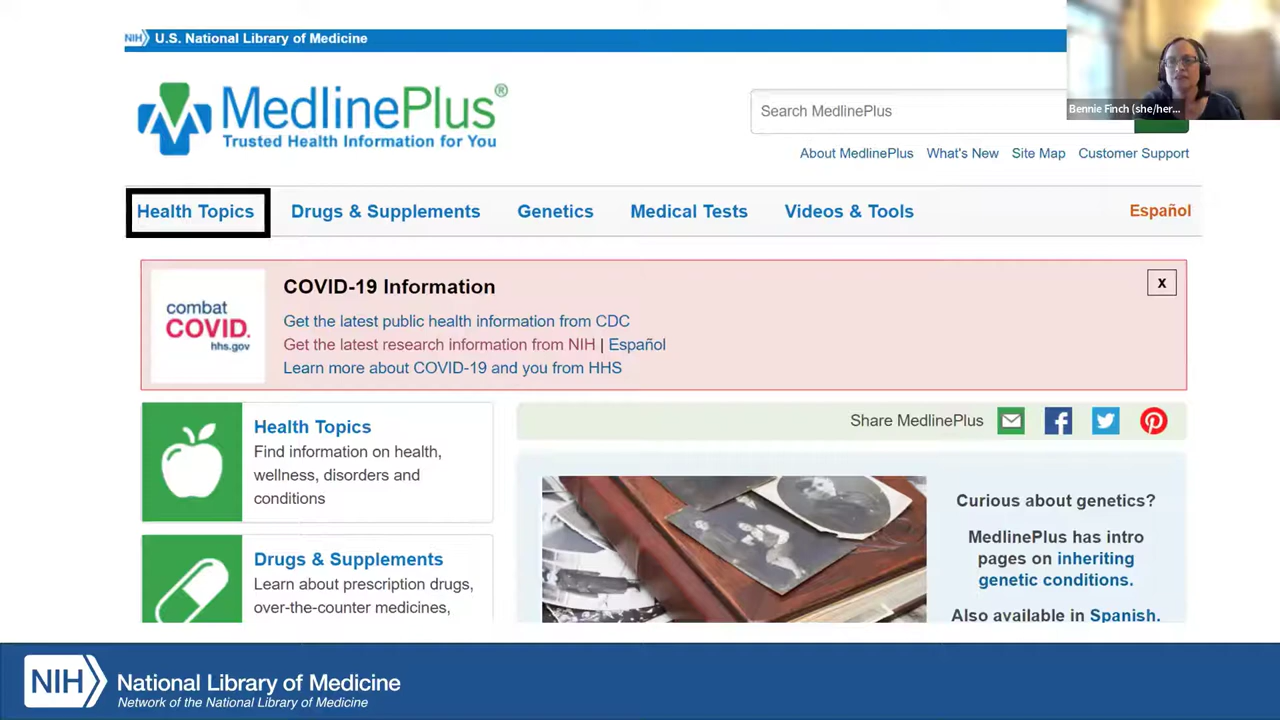 NIH U.S. National Library of Medicine
MedlinePlus®
Trusted Health Information for You
Search MedlinePlus
Bennie Finch (she/her...
About MedlinePlus What's New Site Map Customer Support
Health Topics Drugs & Supplements Genetics Medical Tests Videos & Tools Español
COVID-19 Information
x
combat
COVID.
hhs.gov
Get the latest public health information from CDC
Get the latest research information from NIH | Español
Learn more about COVID-19 and you from HHS
Health Topics
Find information on health,
wellness, disorders and
conditions
Share MedlinePlus
Drugs & Supplements
Learn about prescription drugs,
over-the-counter medicines,
Curious about genetics?
MedlinePlus has intro
pages on inheriting
genetic conditions.
Also available in Spanish.
NIH National Library of Medicine
Network of the National Library of Medicine